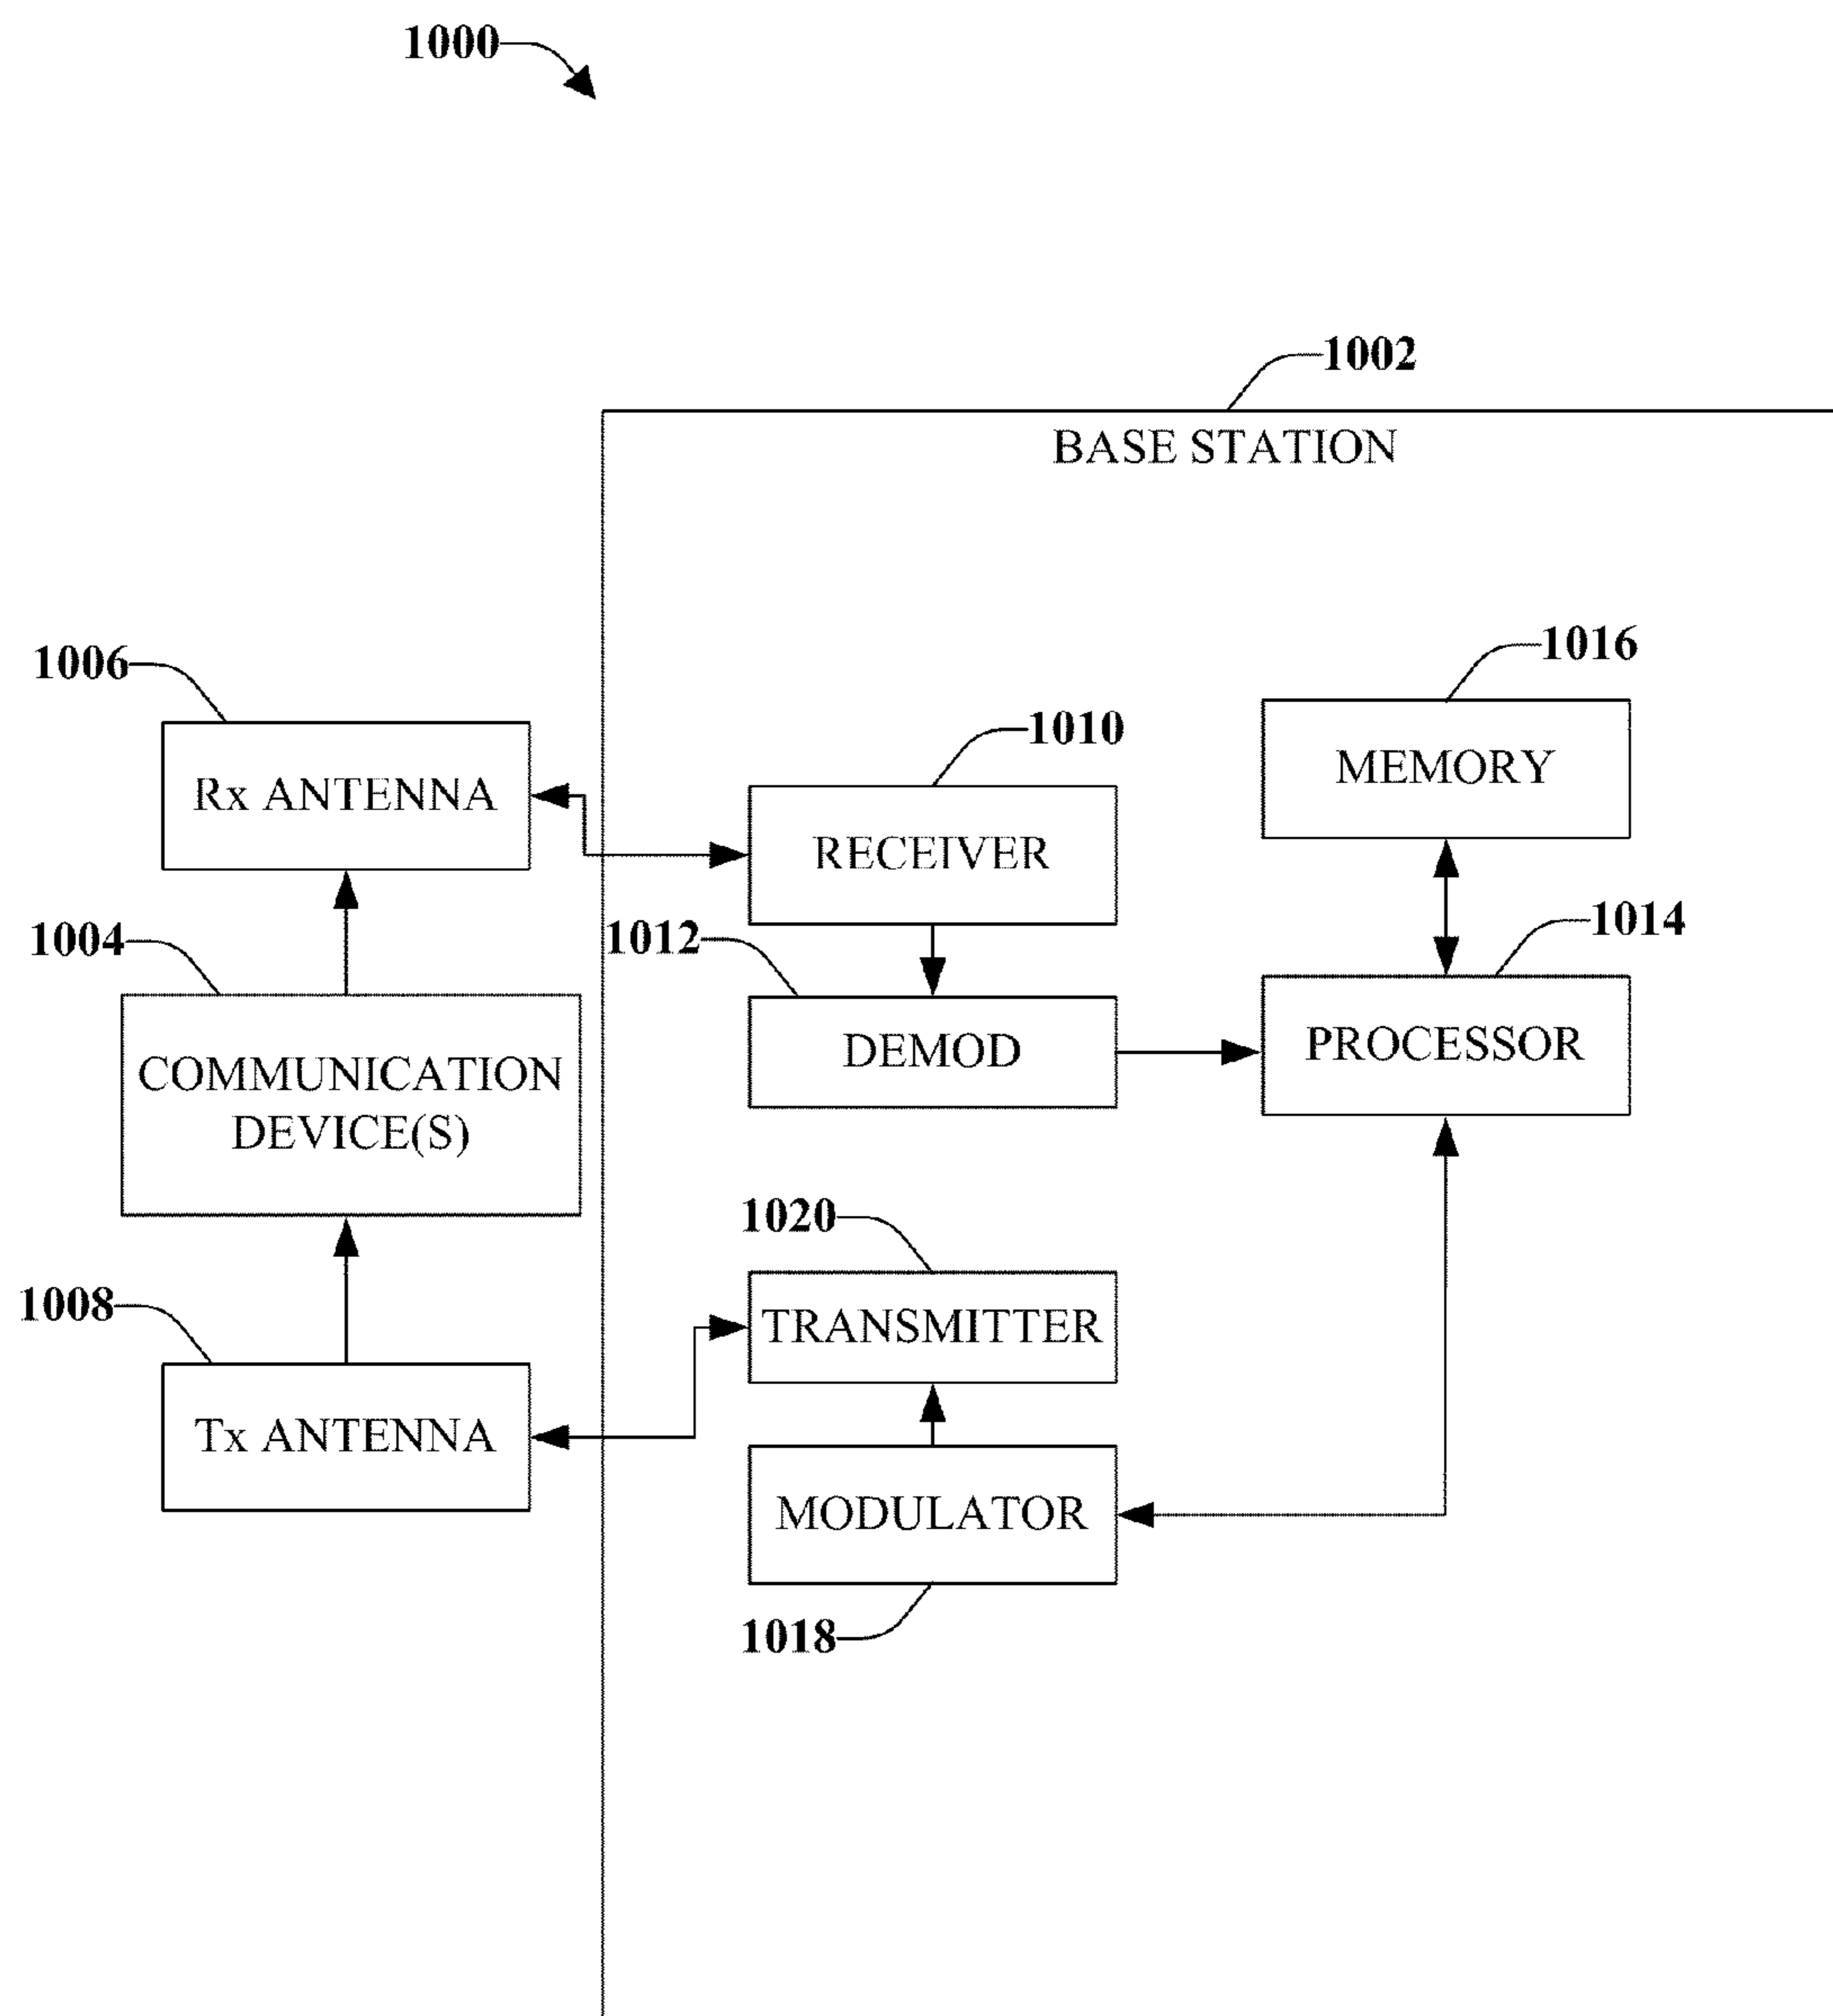 1000
1002
BASE STATION
1006
1016
1010
Rx ANTENNA
MEMORY
RECEIVER
1004
1012
1014
COMMUNICATION
DEVICE(S)
DEMOD
PROCESSOR
1020
1008
TRANSMITTER
Tx ANTENNA
MODULATOR
1018